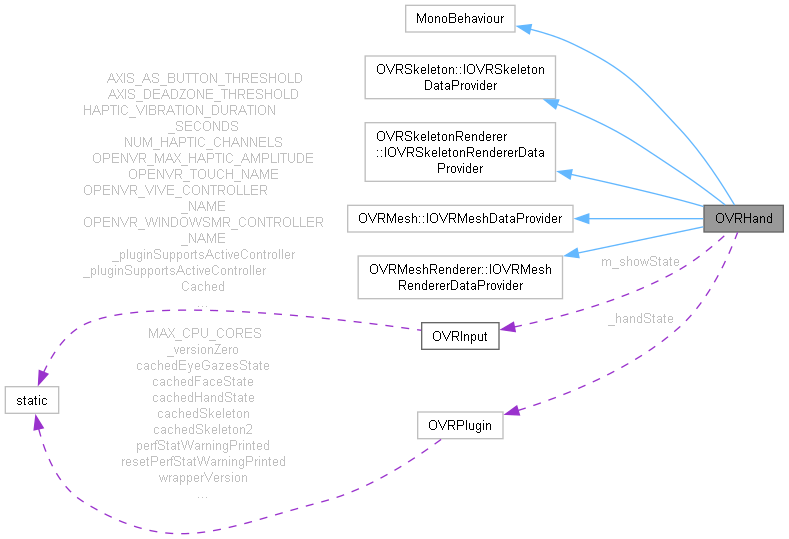 MonoBehaviour
OVRSkeleton::IOVRSkeleton
DataProvider
AXIS_AS_BUTTON_THRESHOLD
AXIS_DEADZONE_THRESHOLD
HAPTIC_VIBRATION_DURATION
_SECONDS
NUM_HAPTIC_CHANNELS
OPENVR_MAX_HAPTIC_AMPLITUDE
OPENVR_TOUCH_NAME
OPENVR_VIVE_CONTROLLER
_NAME
OPENVR_WINDOWSMR_CONTROLLER
_NAME
_pluginSupportsActiveController
_pluginSupportsActiveController
Cached
...
OVRSkeletonRenderer
::IOVRSkeletonRendererData
Provider
OVRHand
OVRMesh::IOVRMeshDataProvider
OVRMeshRenderer::IOVRMesh
RendererDataProvider
m_showState
_handState
OVRInput
MAX_CPU_CORES
_versionZero
cachedEyeGazesState
cachedFaceState
cachedHandState
cachedSkeleton
cachedSkeleton2
perfStatWarningPrinted
resetPerfStatWarningPrinted
wrapperVersion
...
static
OVRPlugin